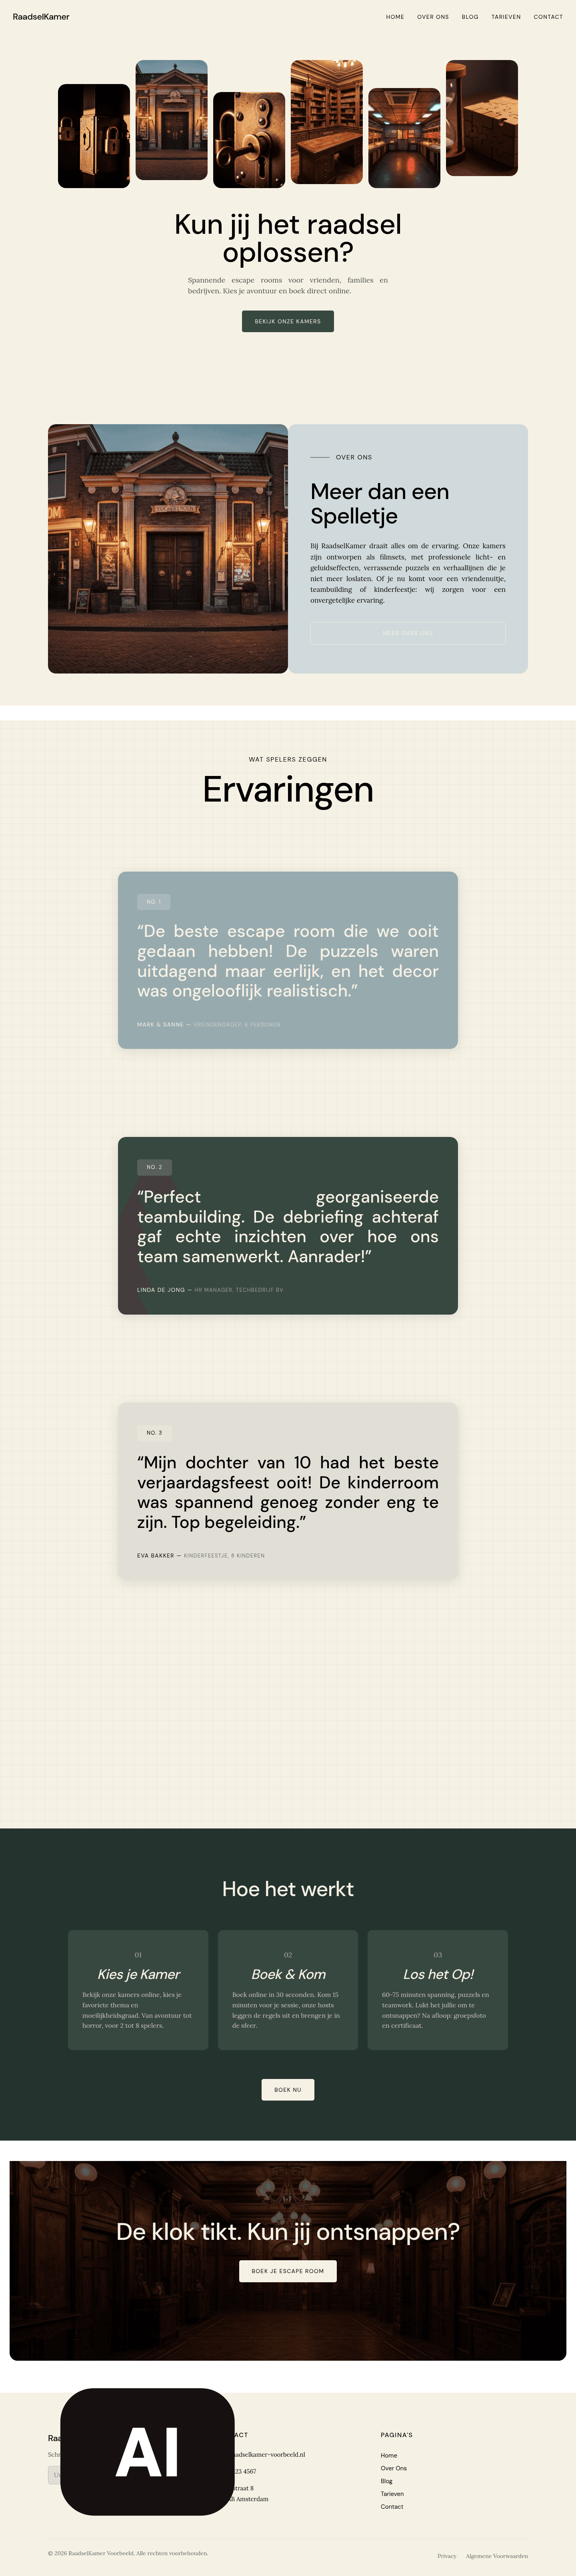 RaadselKamer
HOME OVER ONS BLOG TARIEVEN CONTACT
Kun jij het raadsel
oplossen?
Spannende escape rooms voor vrienden, families en
bedrijven. Kies je avontuur en boek direct online.
BEKIJK ONZE KAMERS
OVER ONS
Meer dan een
Spelletje
Bij RaadselKamer draait alles om de ervaring. Onze kamers
zijn ontworpen als filmsets, met professionele licht- en
geluidseffecten, verrassende puzzels en verhaallijnen die je
niet meer loslaten. Of je nu komt voor een vriendenuitje,
teambuilding of kinderfeestje: wij zorgen voor een
onvergetelijke ervaring.
MEER OVER ONS
WAT SPELERS ZEGGEN
Ervaringen
NO. 1
“De beste escape room die we ooit
gedaan hebben! De puzzels waren
uitdagend maar eerlijk, en het decor
was ongelooflijk realistisch.”
MARK & SANNE — VRIENDENGROEP, 6 PERSONEN
NO. 2
“Perfect georganiseerde
teambuilding. De debriefing achteraf
gaf echte inzichten over hoe ons
team samenwerkt. Aanrader!”
LINDA DE JONG — HR MANAGER, TECHBEDRIJF BV
NO. 3
“Mijn dochter van 10 had het beste
verjaardagsfeest ooit! De kinderroom
was spannend genoeg zonder eng te
zijn. Top begeleiding.”
EVA BAKKER — KINDERFEESTJE, 8 KINDEREN
Hoe het werkt
01
Kies je Kamer
Bekijk onze kamers online, kies je
favoriete thema en
moeilijkheidsgraad. Van avontuur tot
horror, voor 2 tot 8 spelers.
02
Boek & Kom
Boek online in 30 seconden. Kom 15
minuten voor je sessie, onze hosts
leggen de regels uit en brengen je in
de sfeer.
03
Los het Op!
60-75 minuten spanning, puzzels en
teamwork. Lukt het jullie om te
ontsnappen? Na afloop: groepsfoto
en certificaat.
BOEK NU
De klok tikt. Kun jij ontsnappen?
BOEK JE ESCAPE ROOM
AI
Raa
ACT
aadselkamer-voorbeeld.nl
23 4567
straat 8
Amsterdam
PAGINA'S
Home
Over Ons
Blog
Tarieven
Contact
© 2026 RaadselKamer Voorbeeld. Alle rechten voorbehouden.
Privacy Algemene Voorwaarden